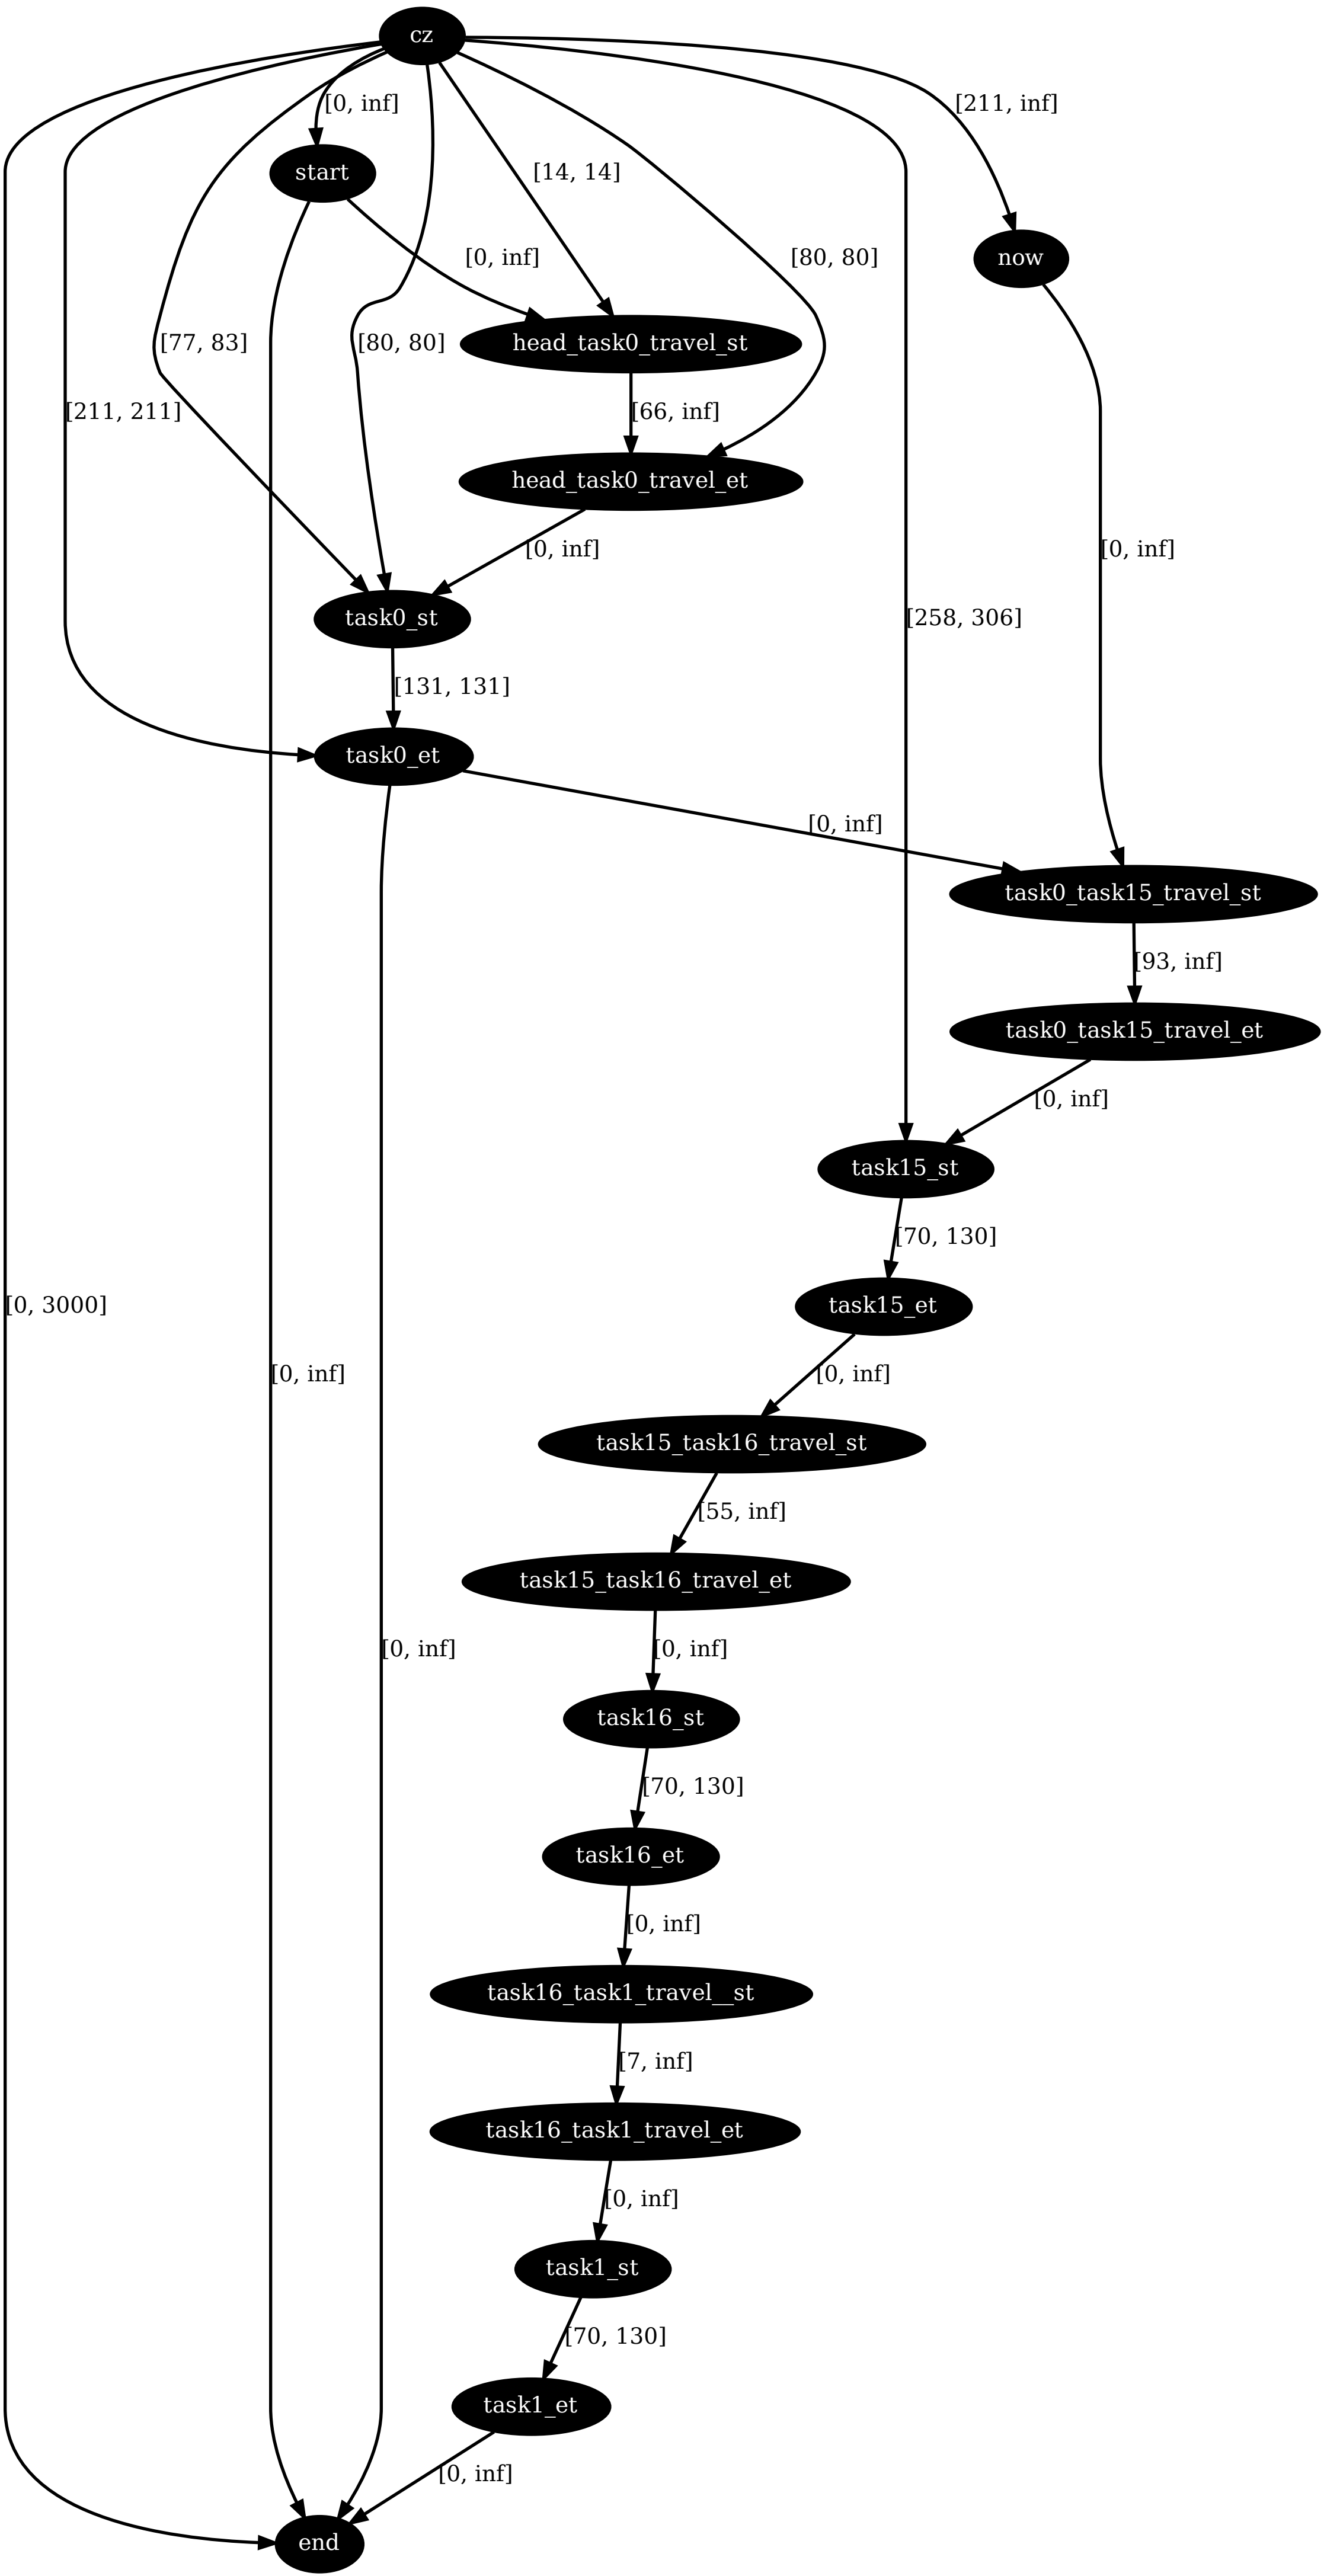 cz
[0, inf]
[211, inf]
start
[14, 14]
[0, inf]
[80, 80]
now
[77, 83]
[80, 80]
head_task0_travel_st
[211, 211]
[66, inf]
head_task0_travel_et
[0, inf]
[0, inf]
task0_st
[258, 306]
[131, 131]
task0_et
[0, inf]
task0_task15_travel_st
[93, inf]
task0_task15_travel_et
[0, inf]
task15_st
[70, 130]
[0, 3000]
task15_et
[0, inf]
[0, inf]
task15_task16_travel_st
[55, inf]
task15_task16_travel_et
[0, inf]
[0, inf]
task16_st
[70, 130]
task16_et
[0, inf]
task16_task1_travel__st
[7, inf]
task16_task1_travel_et
[0, inf]
task1_st
[70, 130]
task1_et
[0, inf]
end